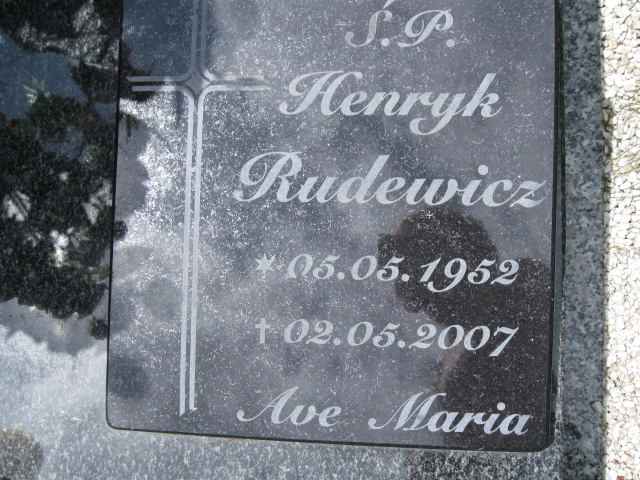 Ś.P.
Henryk
Rudewicz
* 05.05.1952
† 02.05.2007
Ave Maria